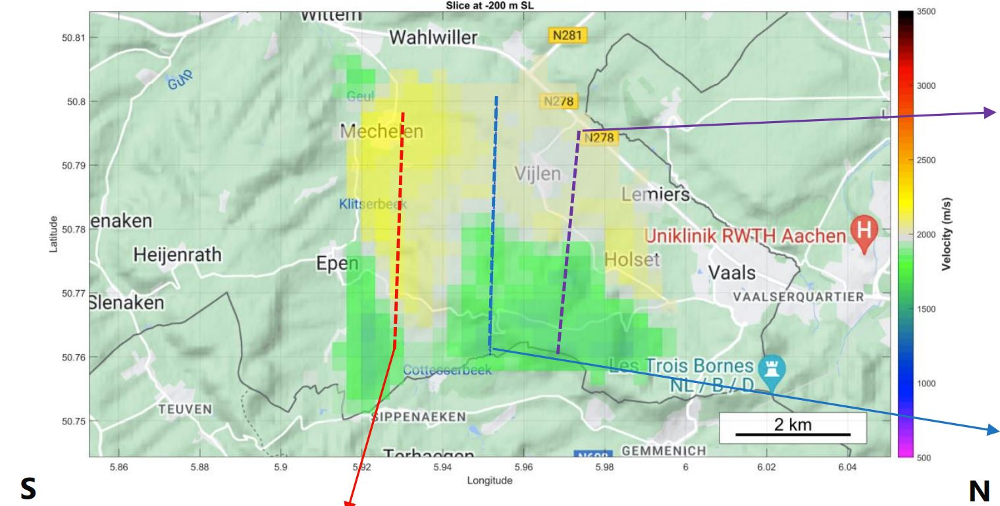 Slice at -200 m SL
Wittem
Wahlwiller
N281
3500
50.81
Gulp
Geul
N278
3000
50.8
Mechelen
N278
50.79
Vijlen
2500
Klitserbeek
Lemiers
enaken
50.78
Uniklinik RWTH Aachen
H
2000
Latitude
Velocity (m/s)
Heijenrath
Epen
Holset
Vaals
50.77
Slenaken
VAALSERQUARTIER
1500
50.76
Cottesserbeek
Les Trois Bornes
NL / B / D
1000
TEUVEN
50.75
SIPPENAEKEN
2 km
GEMMENICH
500
5.86
5.88
5.9
5.92
5.94
5.96
5.98
6
6.02
6.04
Longitude
S
N